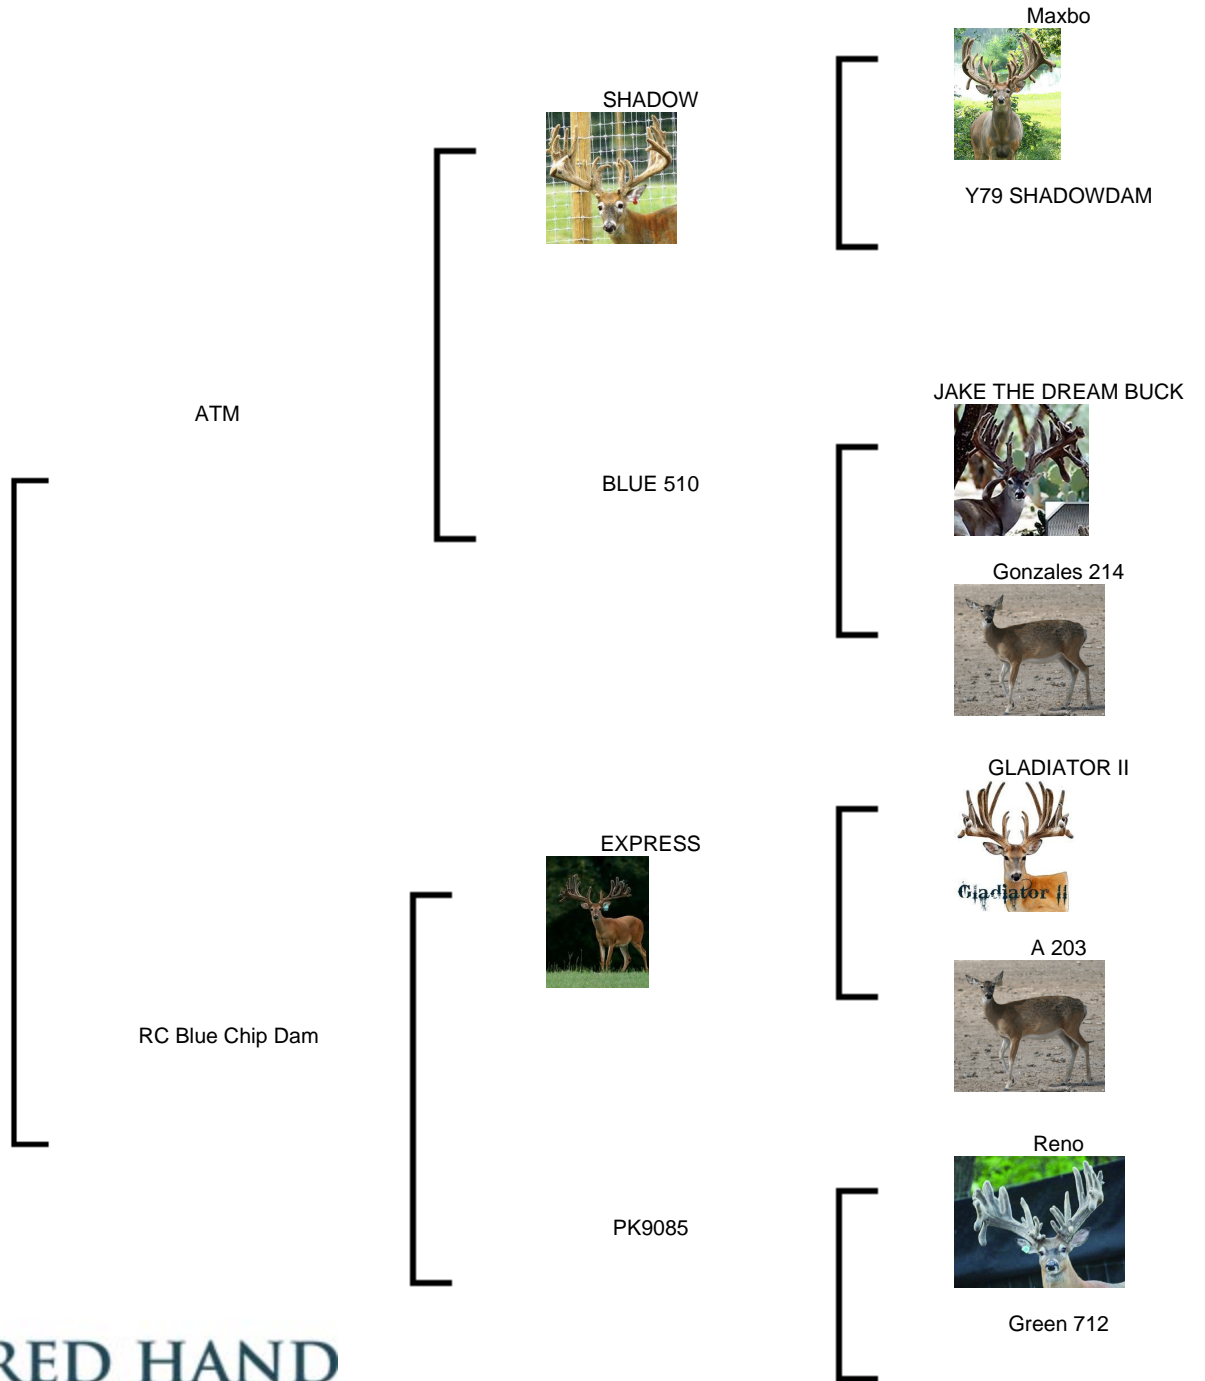 Maxbo
SHADOW
Y79 SHADOWDAM
JAKE THE DREAM BUCK
ATM
BLUE 510
Gonzales 214
GLADIATOR II
EXPRESS
Gladiator II
A 203
RC Blue Chip Dam
Reno
PK9085
Green 712
RED HAND